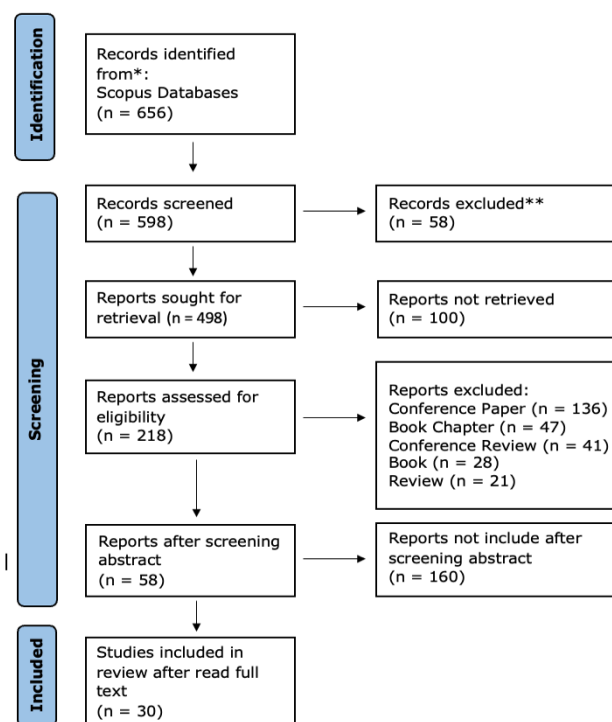 Identification
Records identified
from*:
Scopus Databases
(n = 656)
Screening
Records screened
(n = 598)
Records excluded**
(n = 58)
Reports sought for
retrieval (n = 498)
Reports not retrieved
(n = 100)
Reports assessed for
eligibility
(n = 218)
Reports excluded:
Conference Paper (n = 136)
Book Chapter (n = 47)
Conference Review (n = 41)
Book (n = 28)
Review (n = 21)
Reports after screening
abstract
(n = 58)
Reports not include after
screening abstract
(n = 160)
Included
Studies included in
review after read full
text
(n = 30)